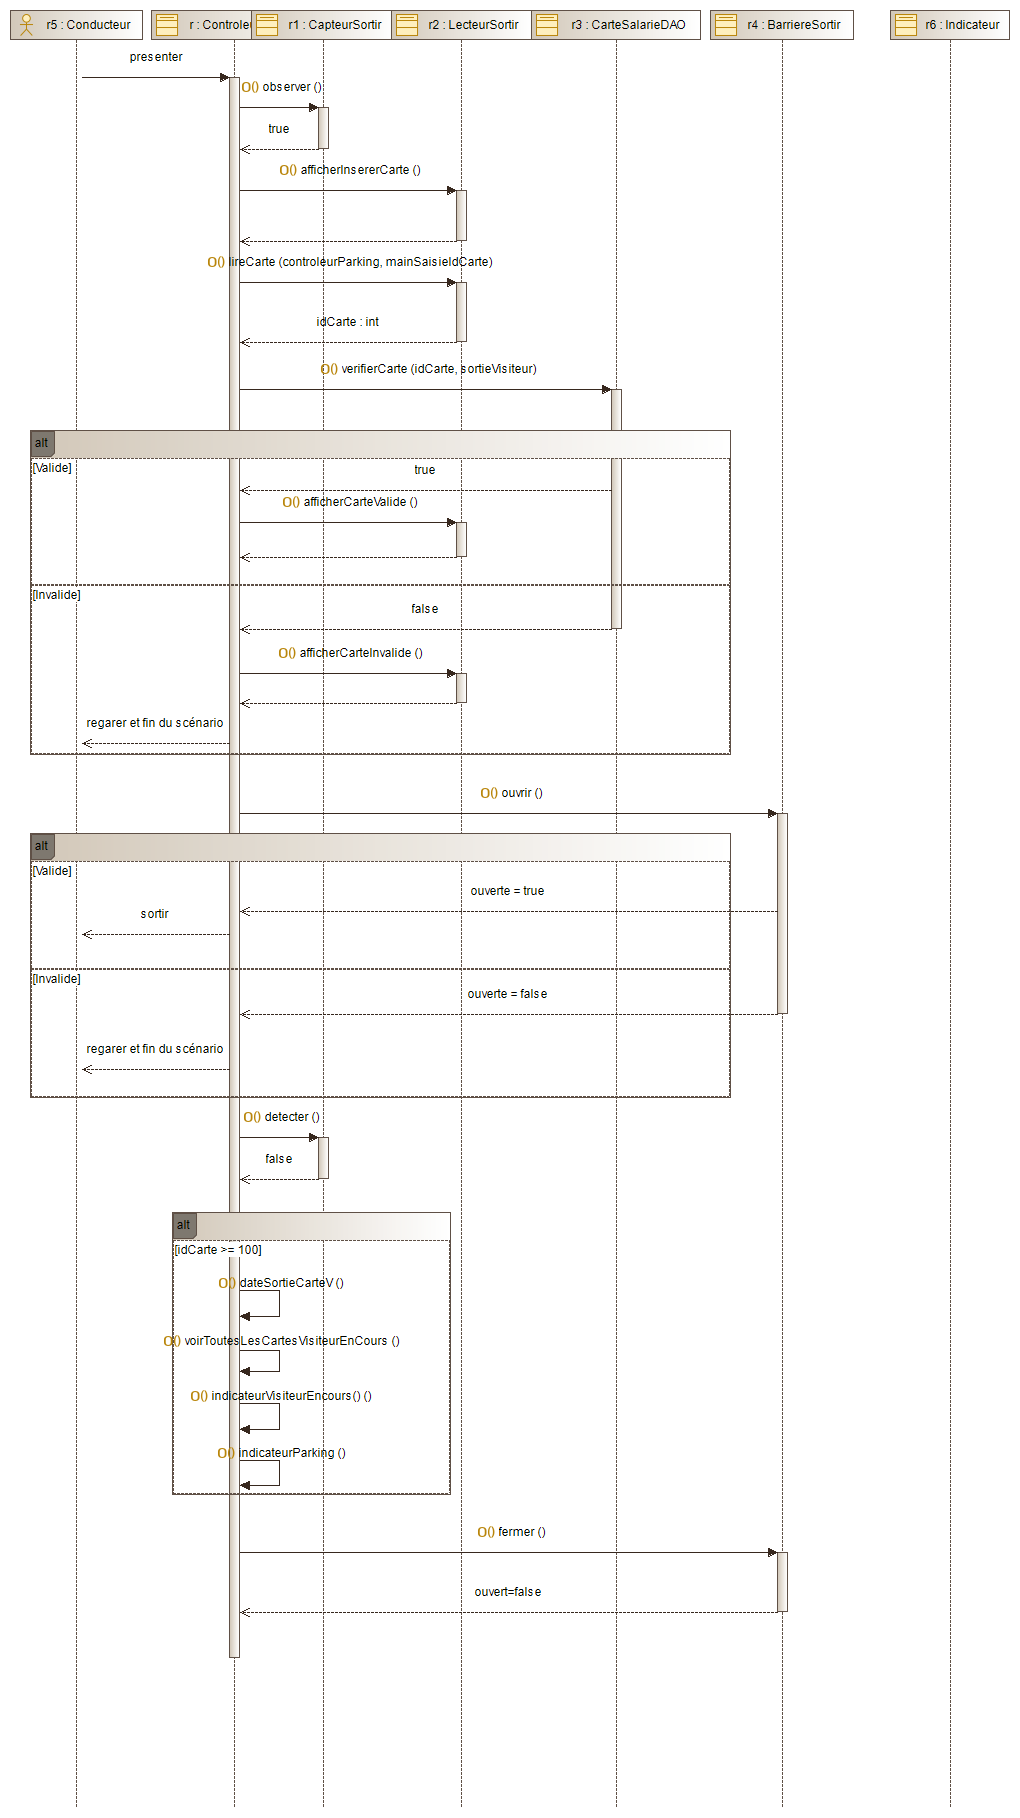 r5 : Conducteur
r : Controleu
r1 : CapteurSortir
r2 : LecteurSortir
r3 : CarteSalarieDAO
r4 : BarriereSortir
r6 : Indicateur
presenter
O() observer ()
true
O() afficherInsererCarte ()
O() lireCarte (controleurParking, mainSaisieIdCarte)
idCarte : int
O() verifierCarte (idCarte, sortieVisiteur)
alt
[Valide]
true
O() afficherCarteValide ()
[Invalide]
false
O() afficherCarteInvalide ()
regarer et fin du scénario
O() ouvrir ()
alt
[Valide]
ouverte = true
sortir
[Invalide]
ouverte = false
regarer et fin du scénario
O() detecter ()
false
alt
[idCarte >= 100]
O() dateSortieCarteV ()
O() voirToutesLesCartesVisiteurEnCours ()
O() indicateurVisiteurEncours() ()
O() indicateurParking ()
O() fermer ()
ouvert=false